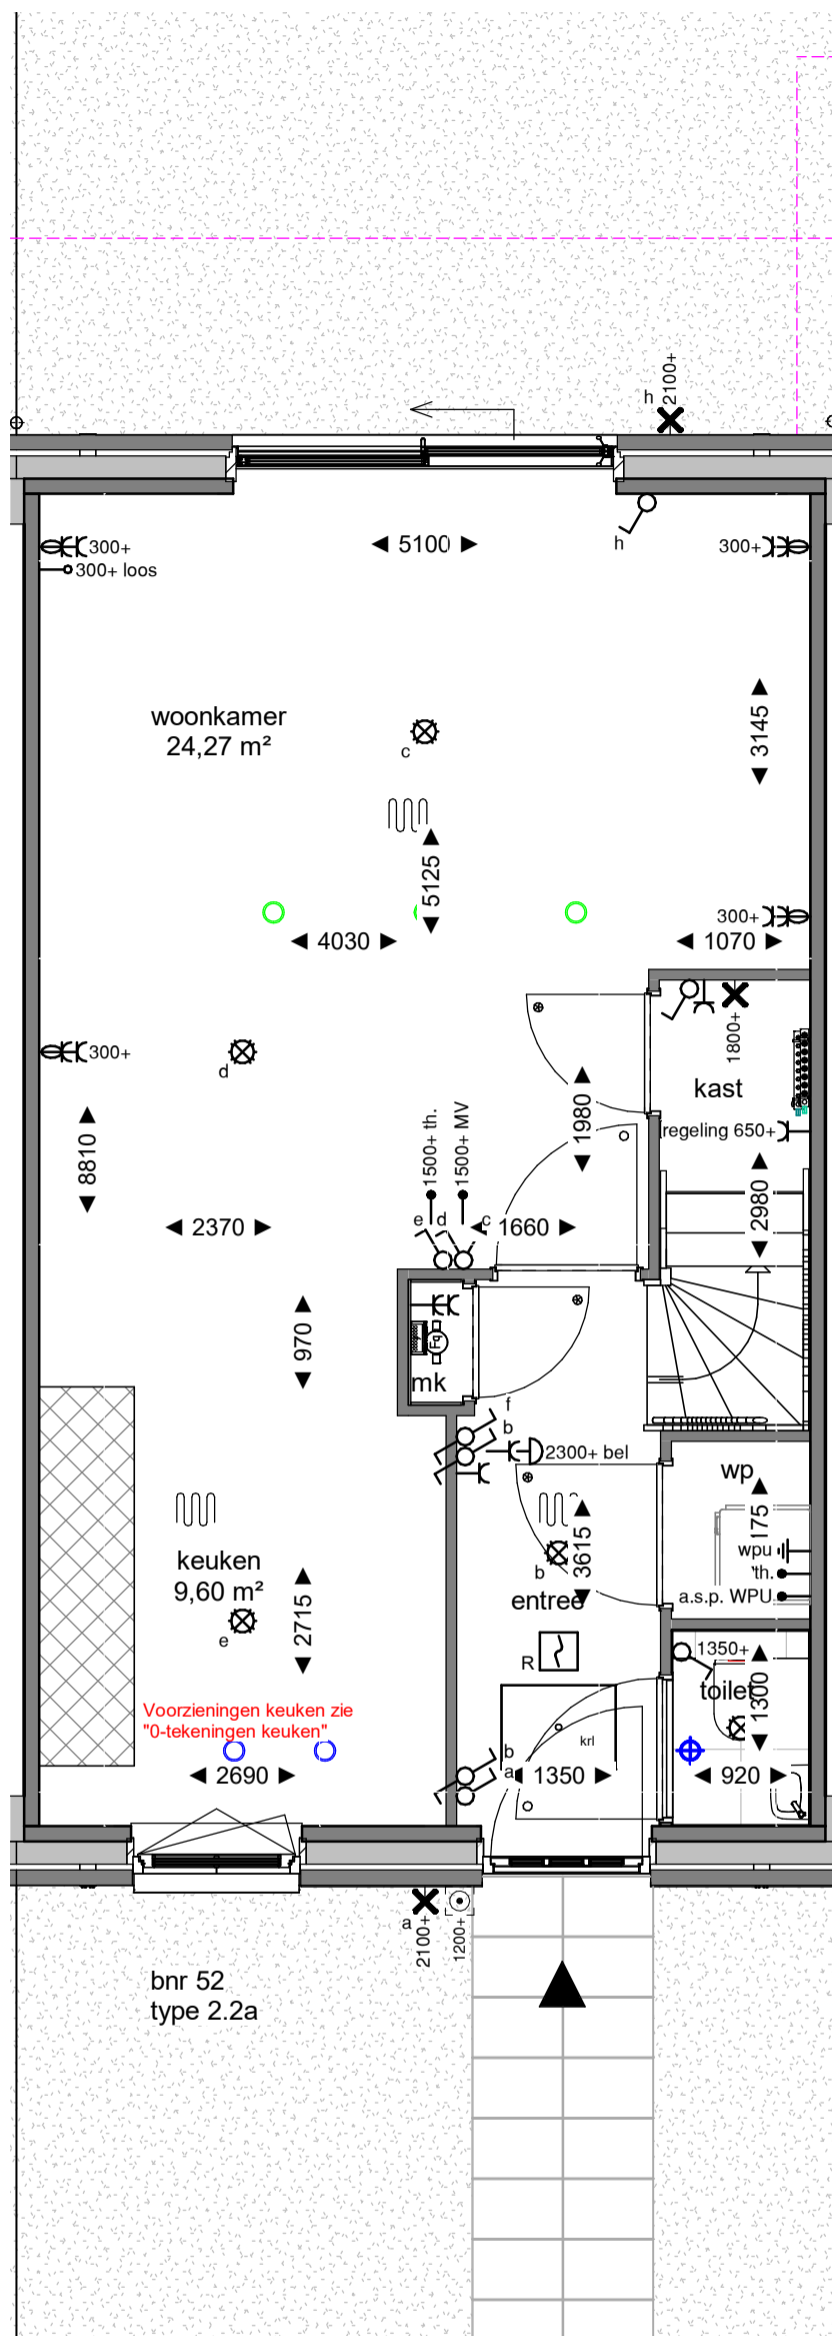 2100+
h
h
5100
300+
300+
300+ loos
woonkamer
24,27 m²
3145
c
5125
300+
4030
1070
d
300+
1800+
kast
regeling 650+
1980
1500+ th.
1500+ MV
8810
2980
e
d
c
2370
1660
970
Fq
mk
f
b
2300+ bel
wp
175
wpu
th.
a.s.p. WPU
keuken
9,60 m²
b
3615
entree
e
2715
R
1350+
toilet
1300
Voorzieningen keuken zie
"0-tekeningen keuken"
krl
b
a
2690
1350
920
a
2100+
1200+
bnr 52
type 2.2a